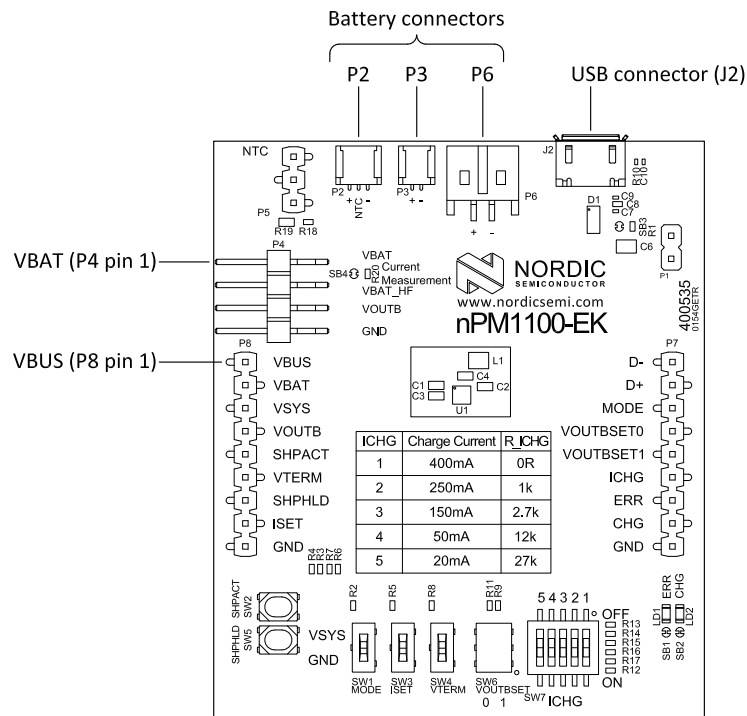 Battery connectors
P2 P3 P6 USB connector (J2)
NTC
P5
R19 R18
P2
+ NTC -
P3
+ -
P6
+ -
J2
R10
C10
D1
C9
C8
C7
SB3
R1
C6
P1
VBAT (P4 pin 1)
P4
VBAT
SB4
R20
Current
Measurement
VBAT_HF
VOUTB
GND
NORDIC
SEMICONDUCTOR
www.nordicsemi.com
nPM1100-EK
400535
0154GETR
VBUS (P8 pin 1)
P8
VBUS
VBAT
VSYS
VOUTB
SHPACT
VTERM
SHPHLD
ISET
GND
L1
C4
C1
C2
C3
U1
P7
D-
D+
MODE
VOUTBSET0
VOUTBSET1
ICHG
ERR
CHG
GND
ICHG Charge Current R_ICHG
1 400mA 0R
2 250mA 1k
3 150mA 2.7k
4 50mA 12k
5 20mA 27k
R4
R3
R7
R6
SHPACT
SW2
SHPHLD
SW5
VSYS
GND
R2
R5
R8
R11
R9
SW1
MODE
SW3
ISET
SW4
VTERM
SW6
VOUTBSET
0 1
5 4 3 2 1
OFF
R13
R14
R15
R16
R17
R12
ON
SW7
ICHG
ERR
CHG
LD1
LD2
SB1
SB2